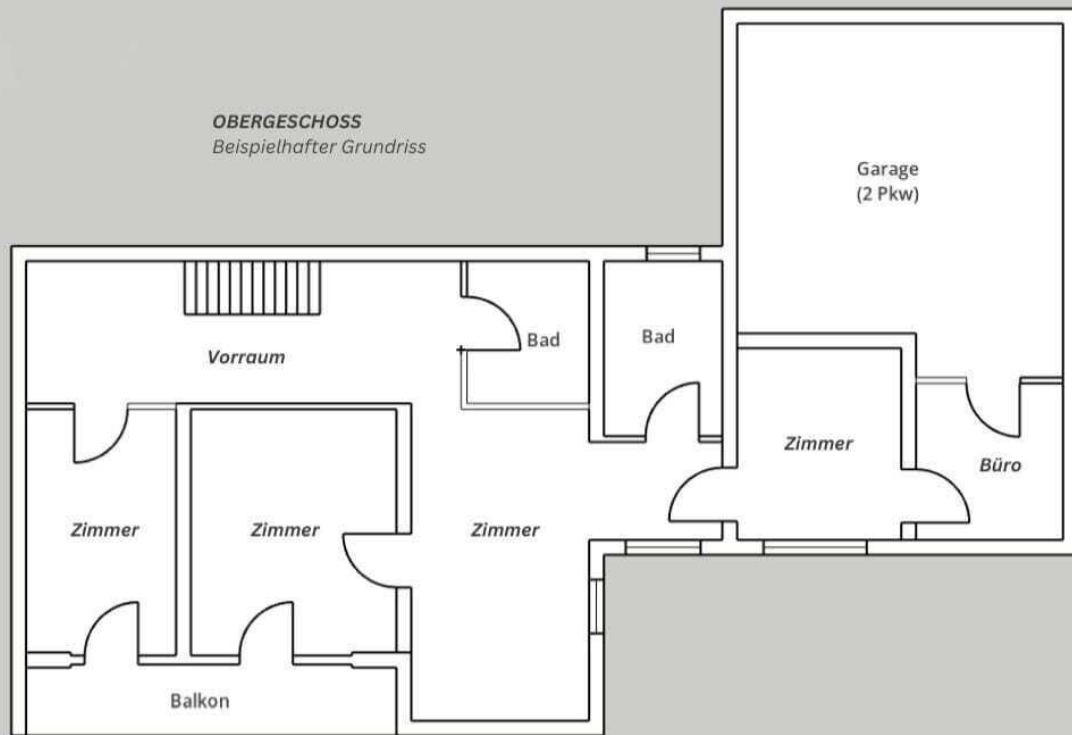 OBERGESCHOSS
Beispielhafter Grundriss
Garage
(2 Pkw)
Vorraum
Bad
Bad
Zimmer
Büro
Zimmer
Zimmer
Zimmer
Balkon